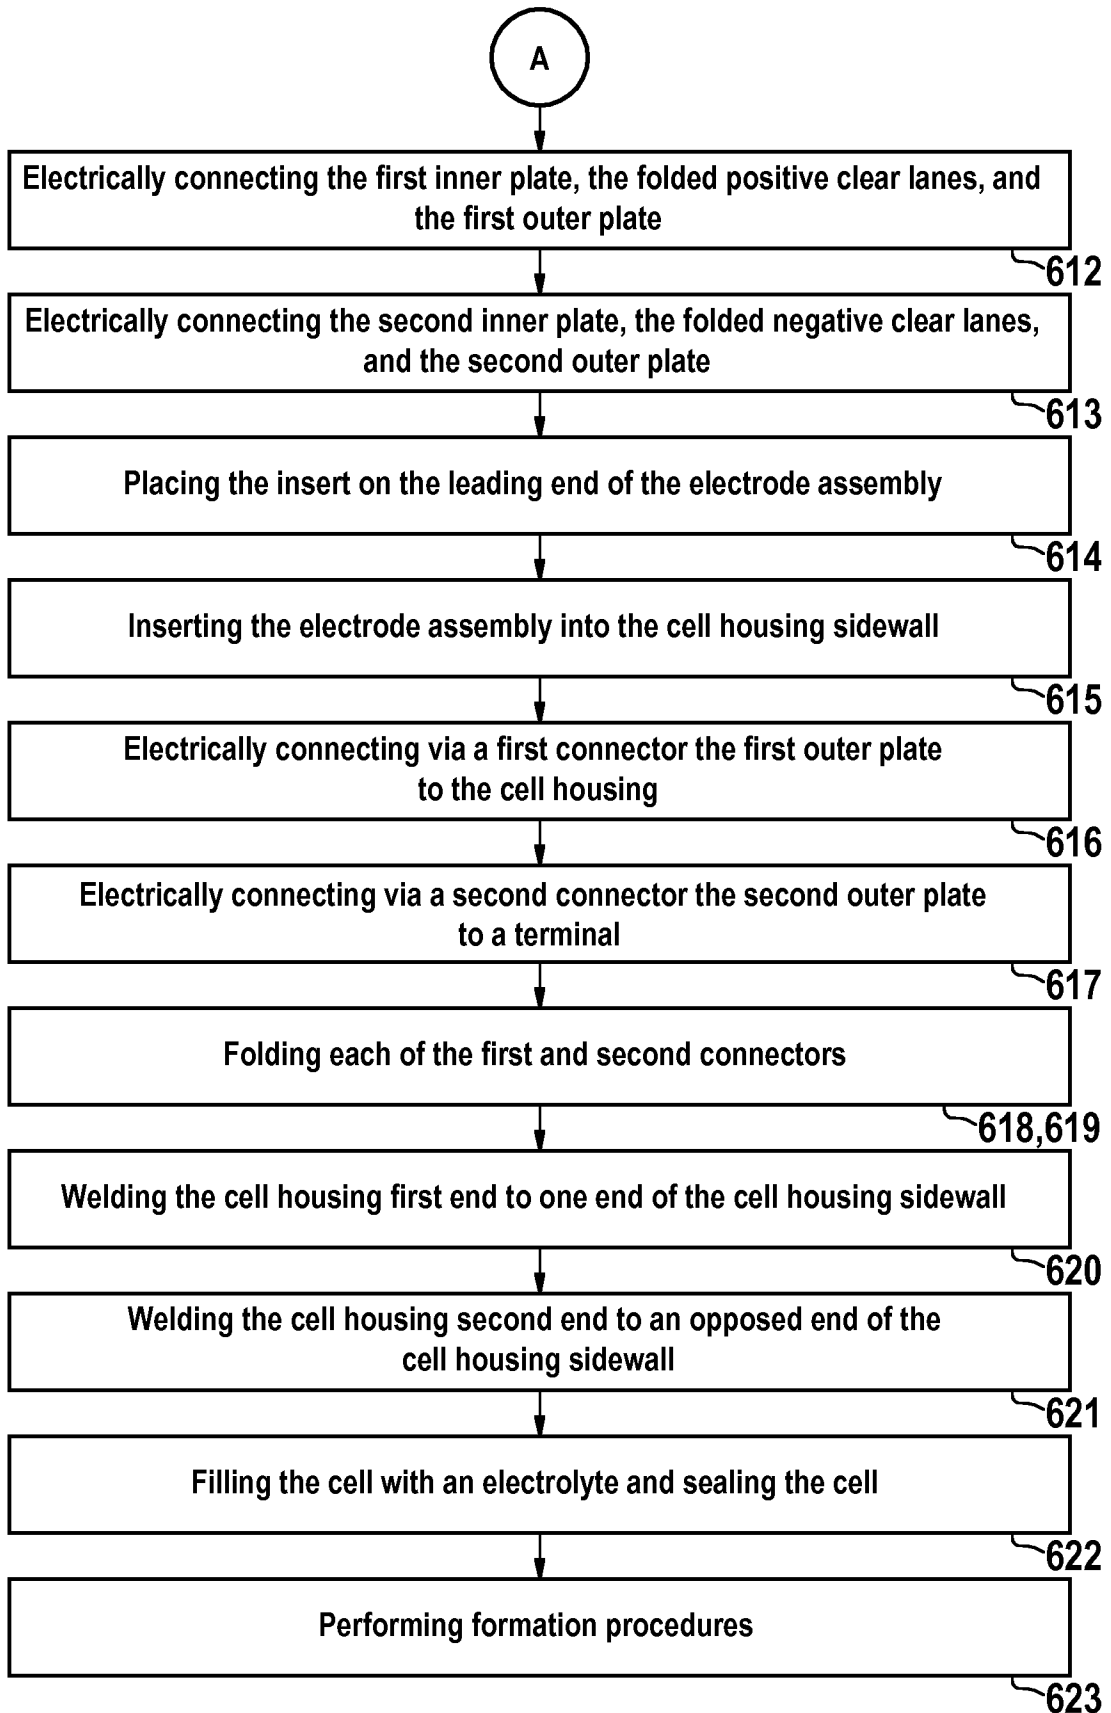 A
Electrically connecting the first inner plate, the folded positive clear lanes, and
the first outer plate
612
Electrically connecting the second inner plate, the folded negative clear lanes,
and the second outer plate
613
Placing the insert on the leading end of the electrode assembly
614
Inserting the electrode assembly into the cell housing sidewall
615
Electrically connecting via a first connector the first outer plate
to the cell housing
616
Electrically connecting via a second connector the second outer plate
to a terminal
617
Folding each of the first and second connectors
618,619
Welding the cell housing first end to one end of the cell housing sidewall
620
Welding the cell housing second end to an opposed end of the
cell housing sidewall
621
Filling the cell with an electrolyte and sealing the cell
622
Performing formation procedures
623